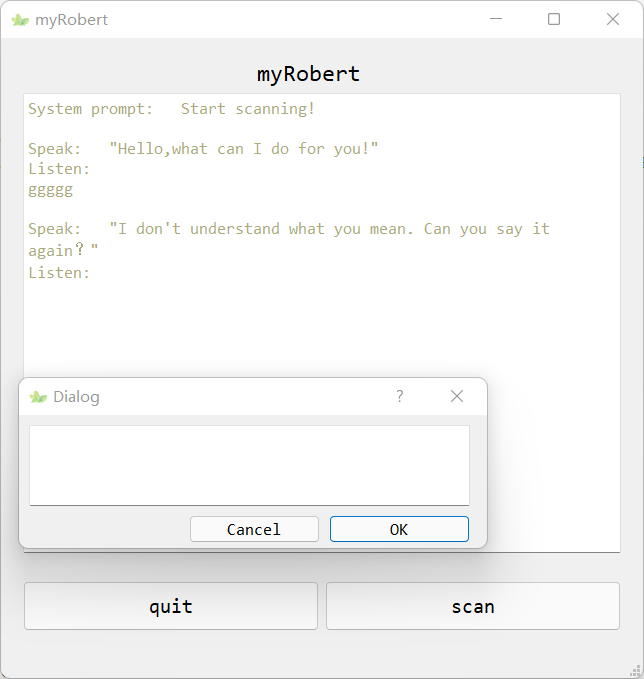 myRobert
myRobert
System prompt:   Start scanning!
Speak:   "Hello,what can I do for you!"
Listen:
ggggg
Speak:   "I don't understand what you mean. Can you say it
again？"
Listen:
Dialog
?
Cancel
OK
quit
scan